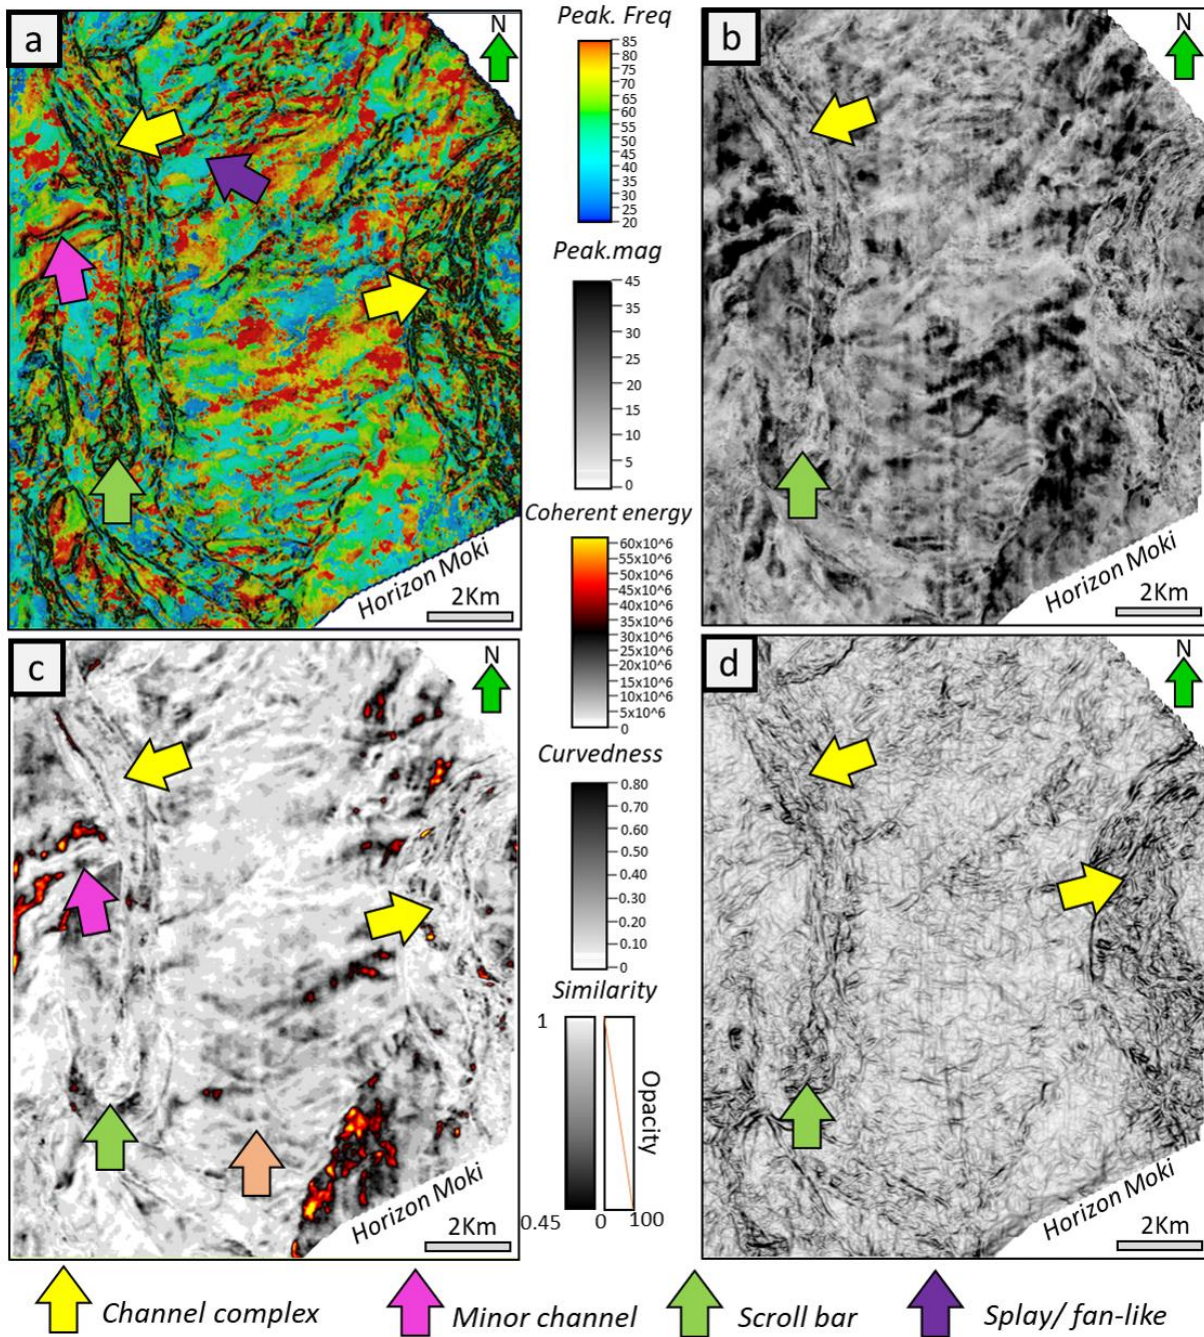 a
N
2Km
Horizon Moki
Peak. Freq
85
80
75
70
65
60
55
50
45
40
35
30
25
20
Peak.mag
45
35
30
25
20
15
10
5
0
Coherent energy
60x10^6
55x10^6
50x10^6
45x10^6
40x10^6
35x10^6
30x10^6
25x10^6
20x10^6
15x10^6
10x10^6
5x10^6
0
Curvedness
0.80
0.70
0.60
0.50
0.40
0.30
0.20
0.10
0
Similarity
1
Opacity
0.45 0 100
b
N
Horizon Moki
2Km
c
N
Horizon Moki
2Km
d
N
Horizon Moki
2Km
Channel complex
Minor channel
Scroll bar
Splay/ fan-like